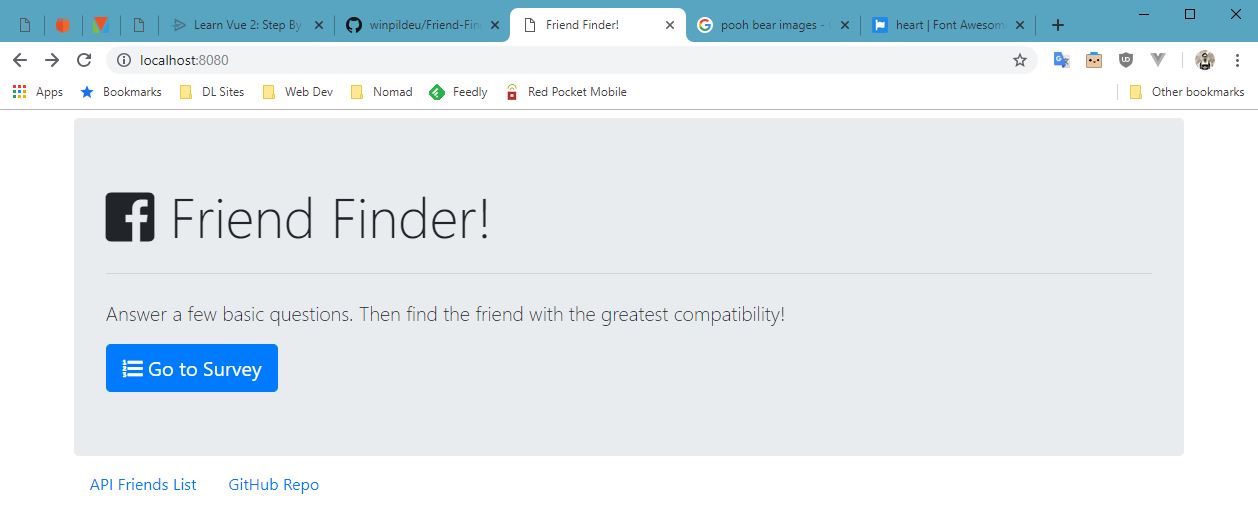 Learn Vue 2: Step By
winpildeu/Friend-Fin
Friend Finder!
pooh bear images -
heart | Font Awesom
localhost:8080
Apps
Bookmarks
DL Sites
Web Dev
Nomad
Feedly
Red Pocket Mobile
Other bookmarks
Friend Finder!
Answer a few basic questions. Then find the friend with the greatest compatibility!
Go to Survey
API Friends List
GitHub Repo